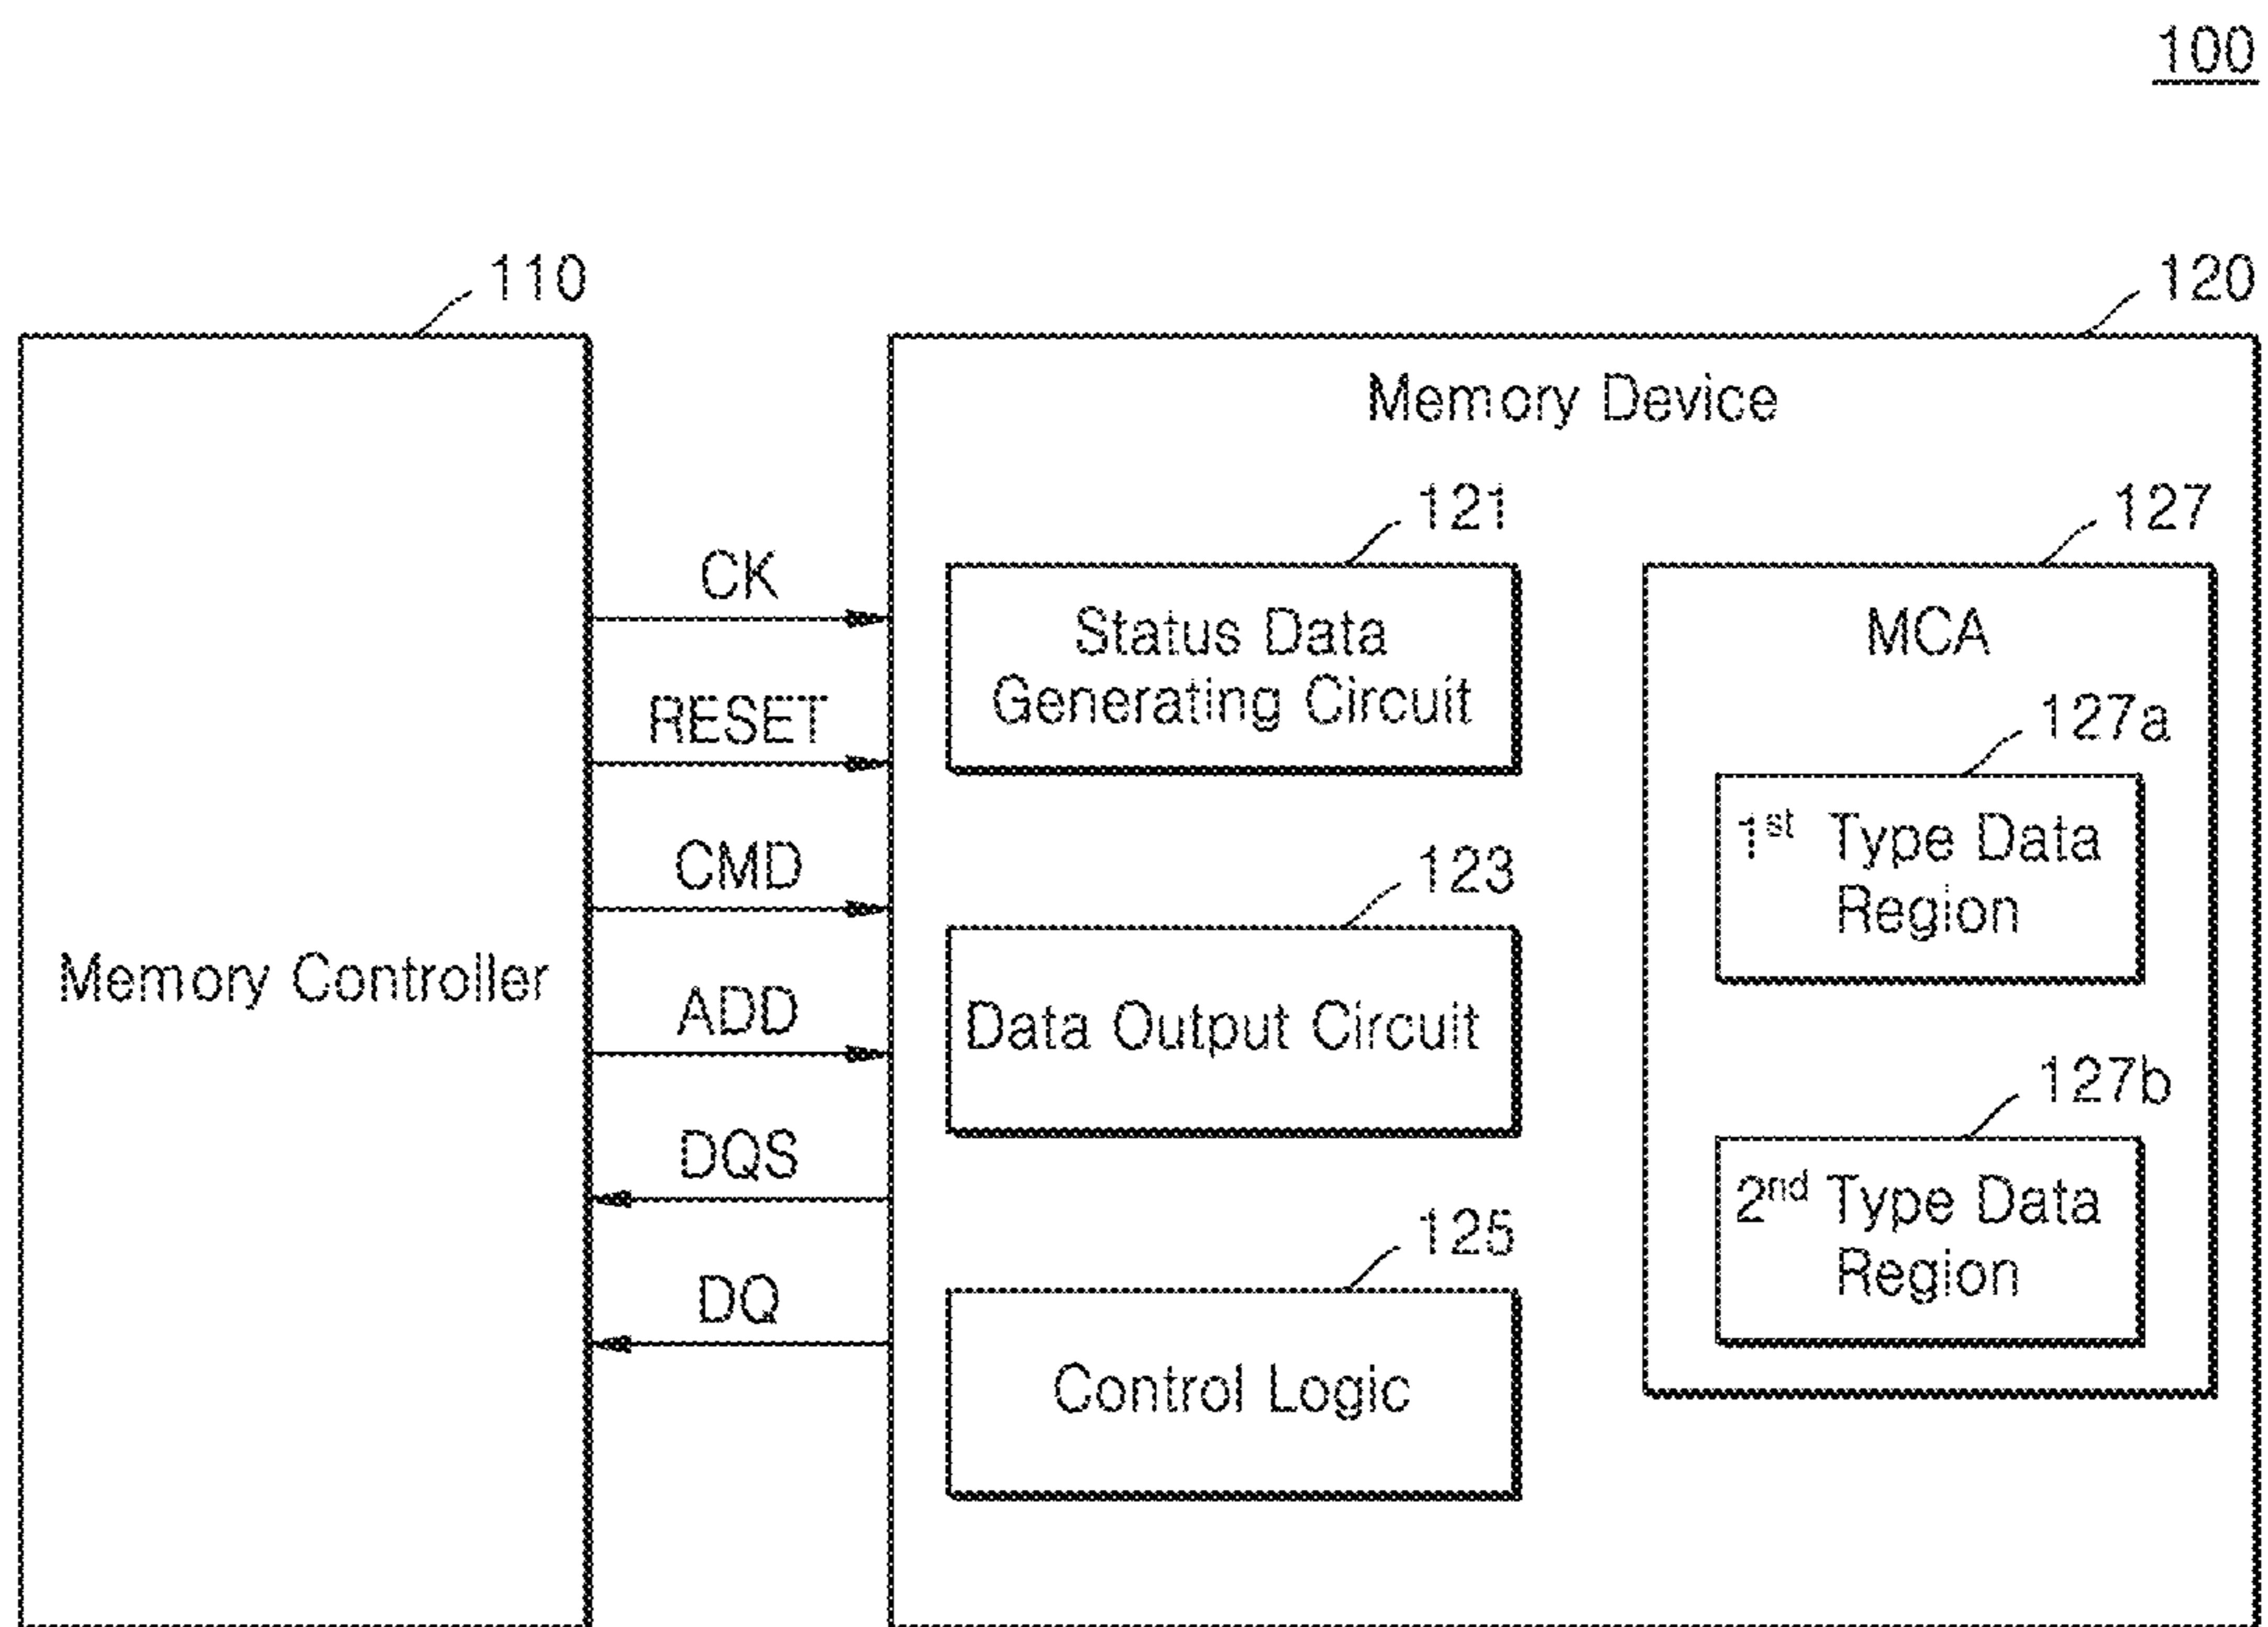 100
110
120
Memory Device
121
127
CK
Status Data
Generating Circuit
MCA
RESET
127a
1st Type Data
Region
CMD
123
Memory Controller
ADD
Data Output Circuit
127b
DQS
2nd Type Data
Region
125
DQ
Control Logic